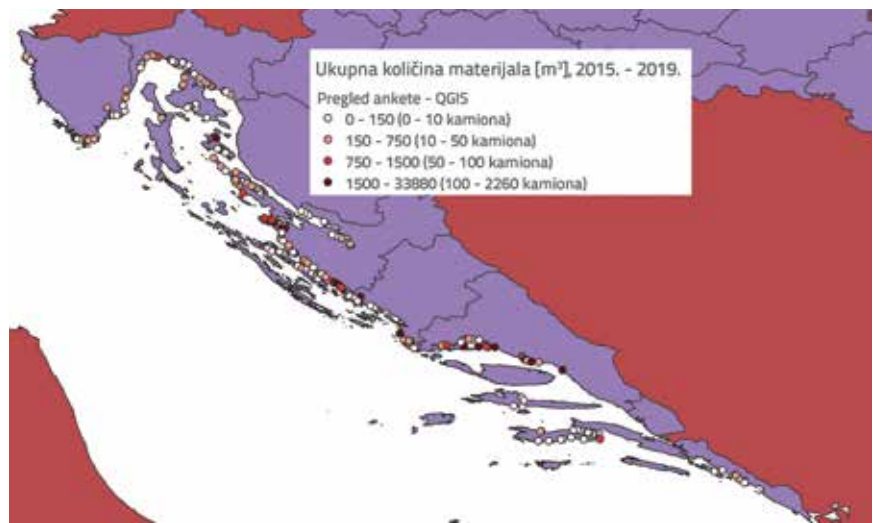 Ukupna količina materijala [m³], 2015. - 2019.
Pregled ankete - QGIS
0 - 150 (0 - 10 kamiona)
150 - 750 (10 - 50 kamiona)
750 - 1500 (50 - 100 kamiona)
1500 - 33880 (100 - 2260 kamiona)